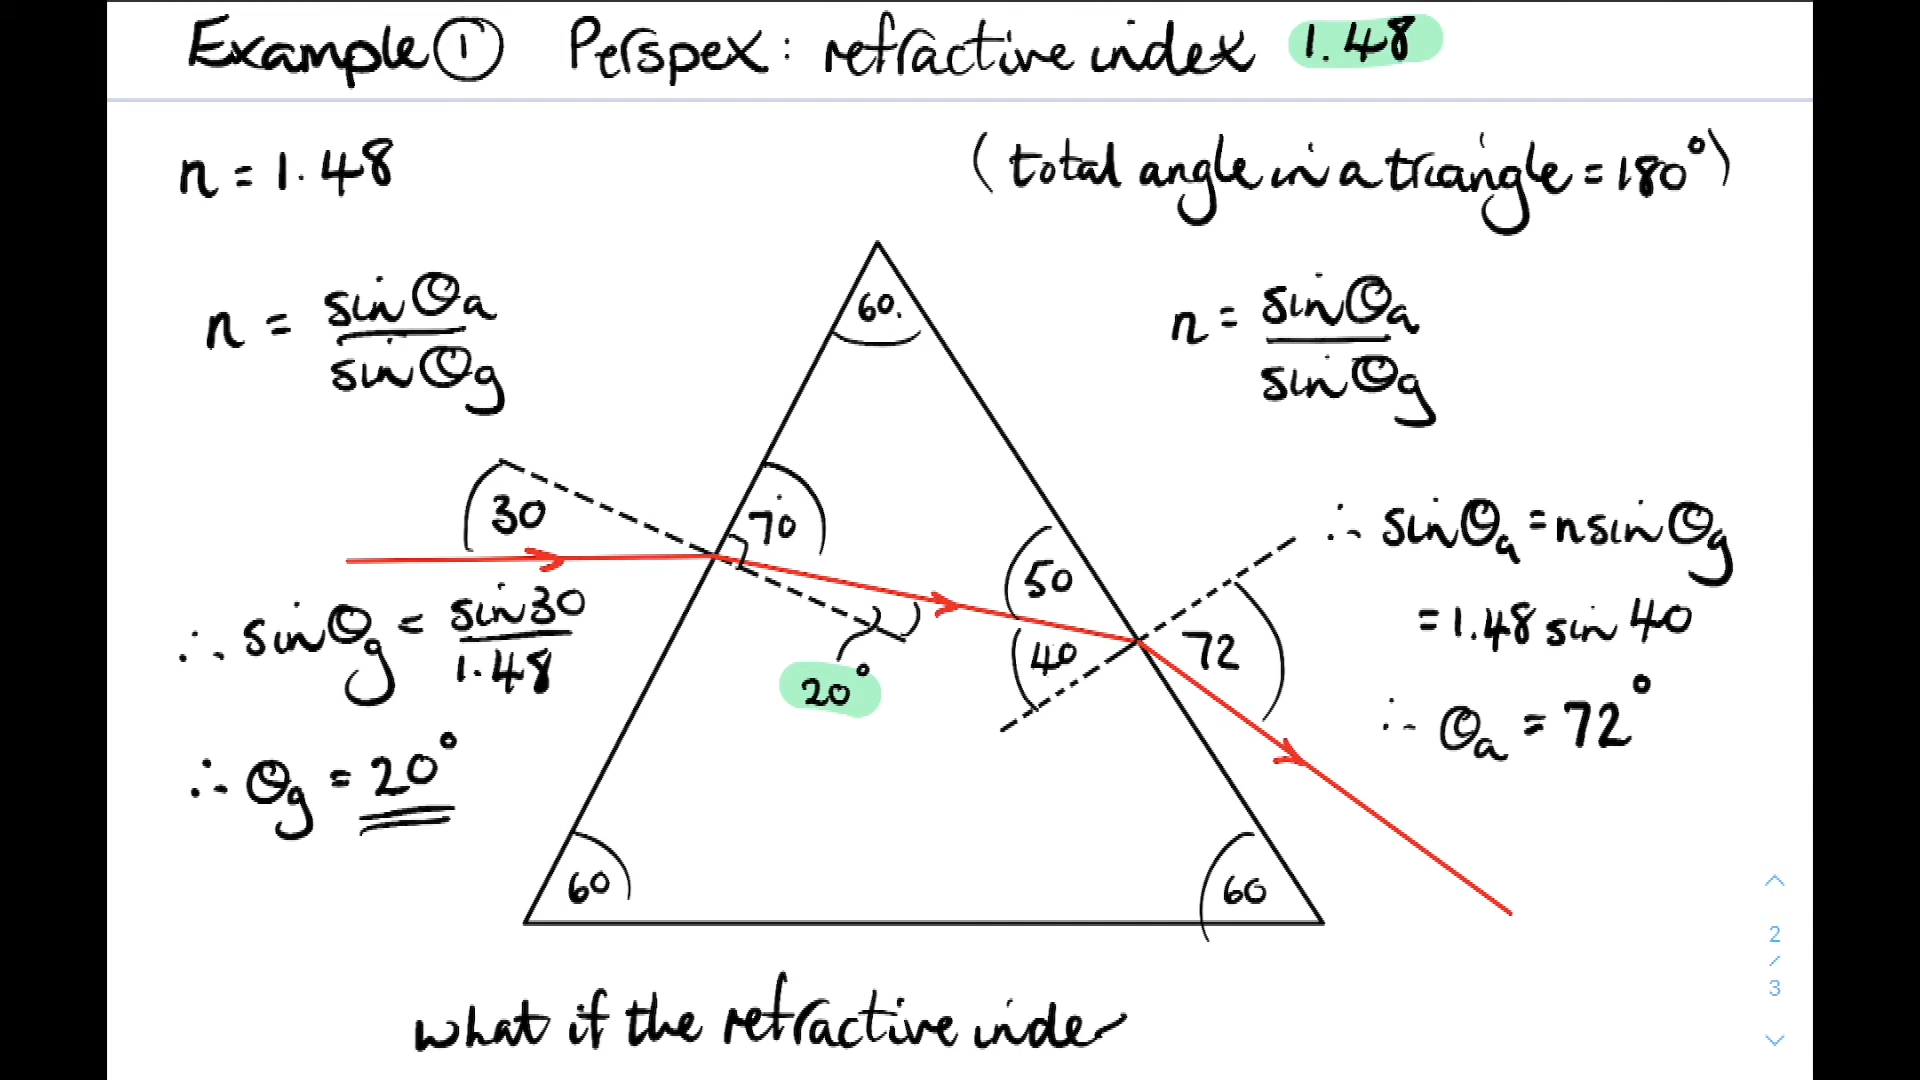 Example ① Perspex: refractive index 1.48
n = 1.48
(total angle in a triangle = 180°)
n = sinθa / sinθg
n = sinθa / sinθg
60.
30
70
50
40
72
20°
∴ sinθg = sin30 / 1.48
∴ θg = 20°
∴ sinθa = nsinθg
= 1.48 sin 40
∴ θa = 72°
60
60
2
/
3
what if the refractive inde